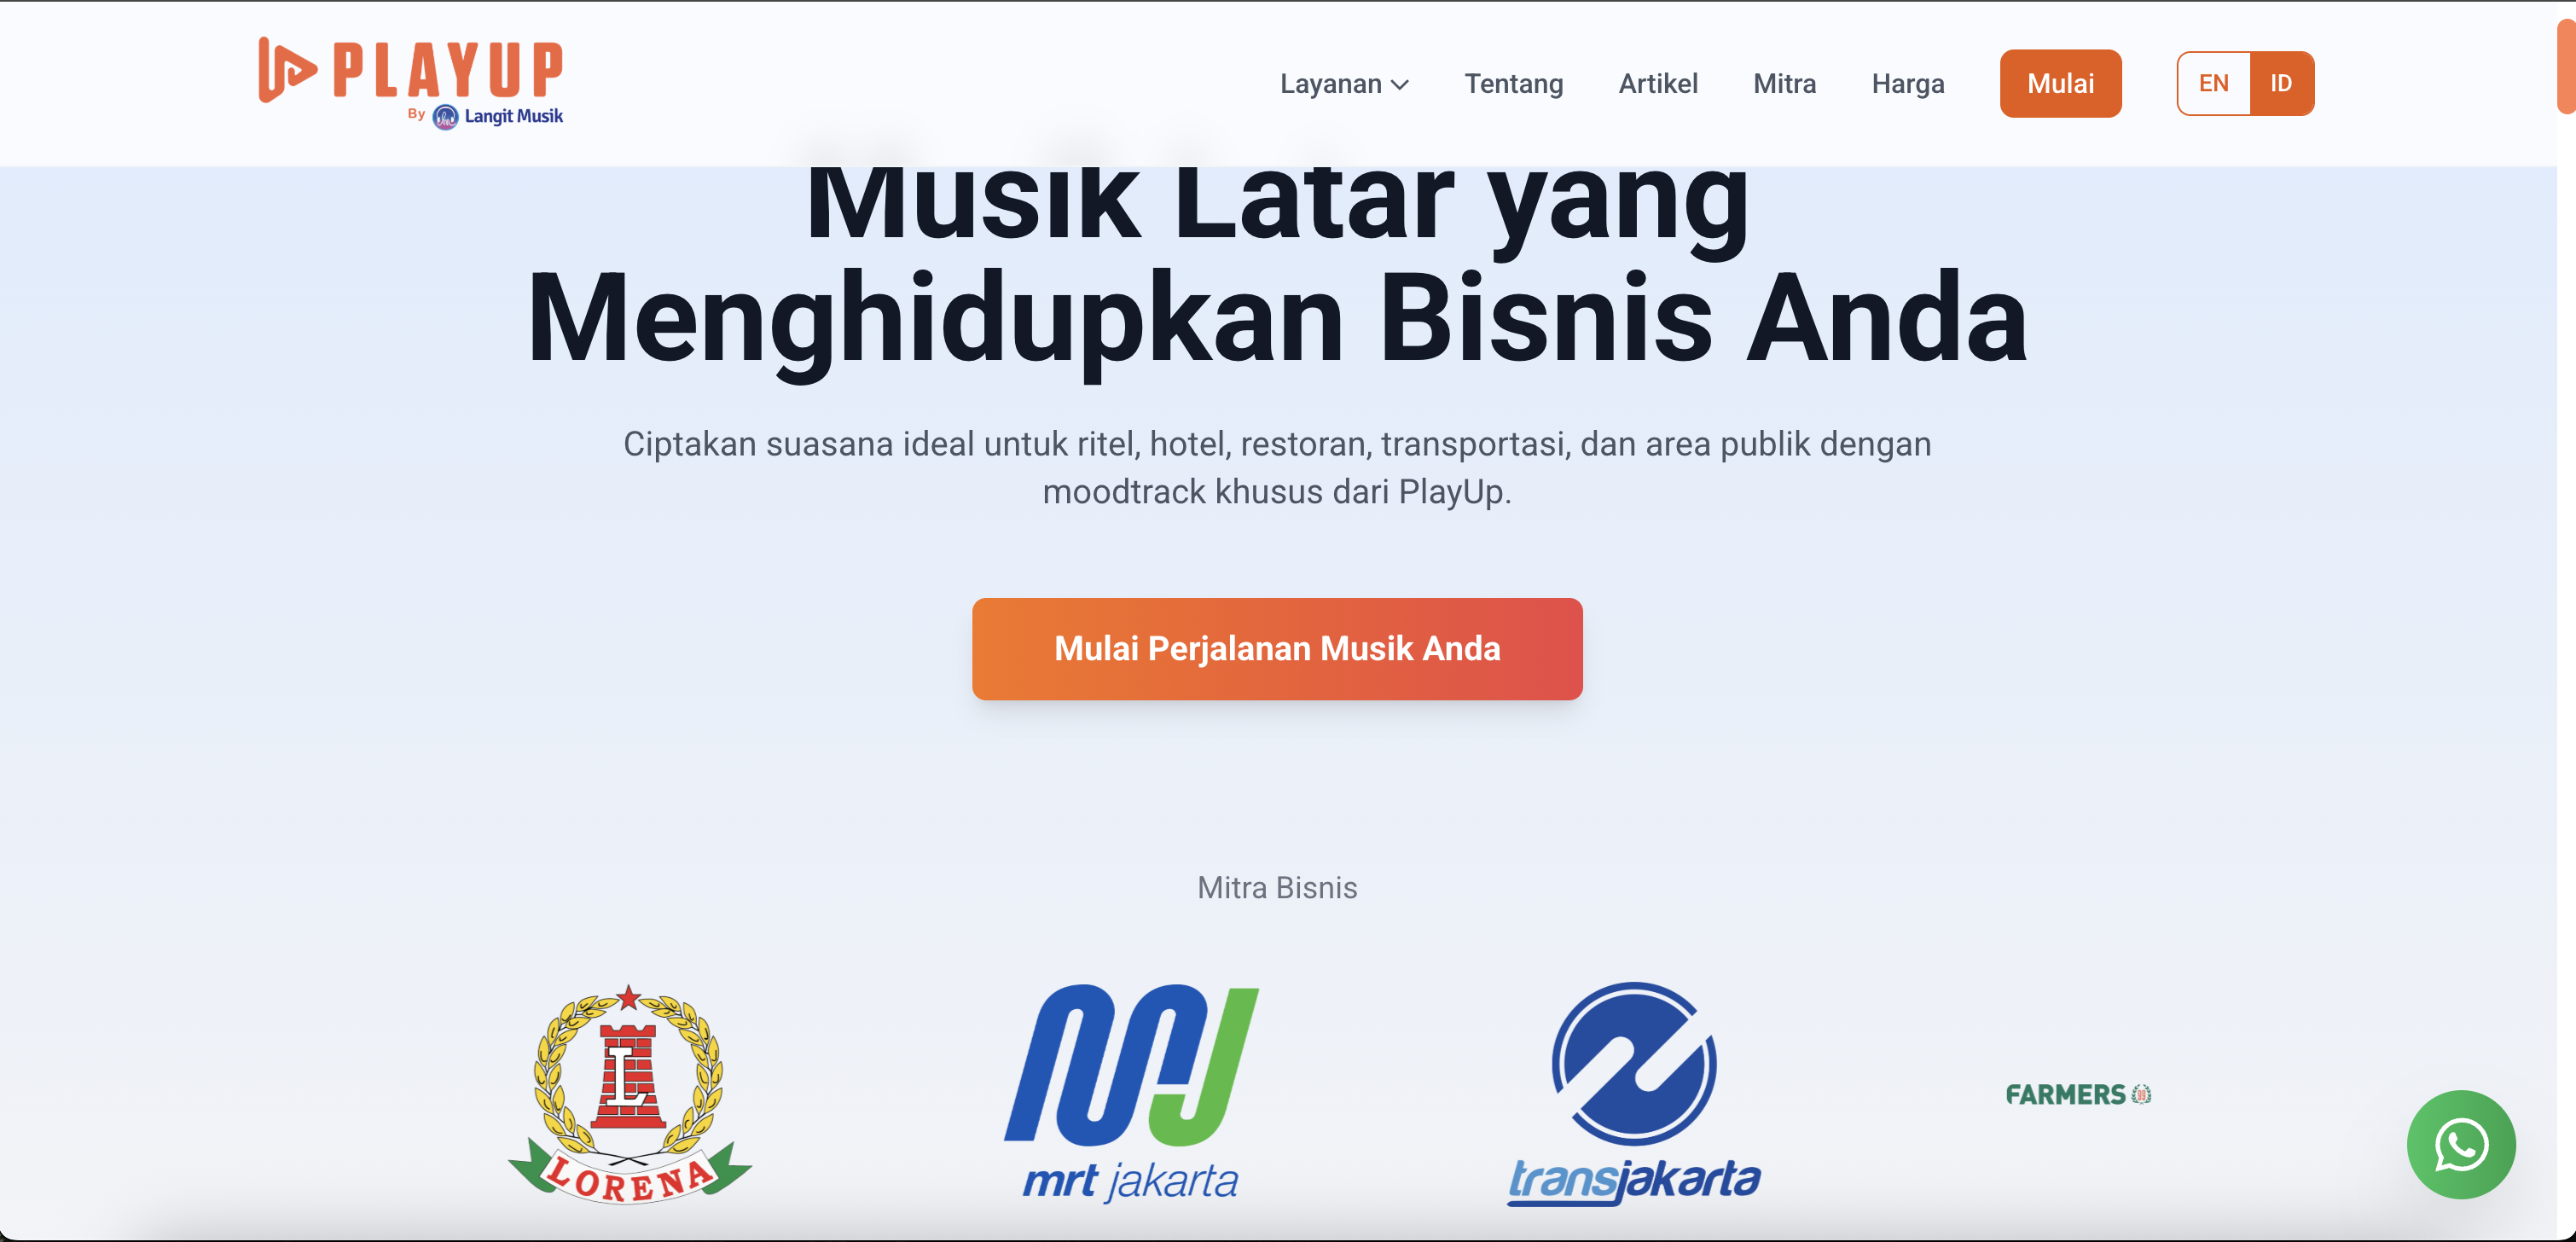 PLAYUP
By Langit Musik
Layanan
Tentang
Artikel
Mitra
Harga
Mulai
EN
ID
Musik Latar yang
Menghidupkan Bisnis Anda
Ciptakan suasana ideal untuk ritel, hotel, restoran, transportasi, dan area publik dengan
moodtrack khusus dari PlayUp.
Mulai Perjalanan Musik Anda
Mitra Bisnis
L
LORENA
mrt jakarta
transjakarta
FARMERS